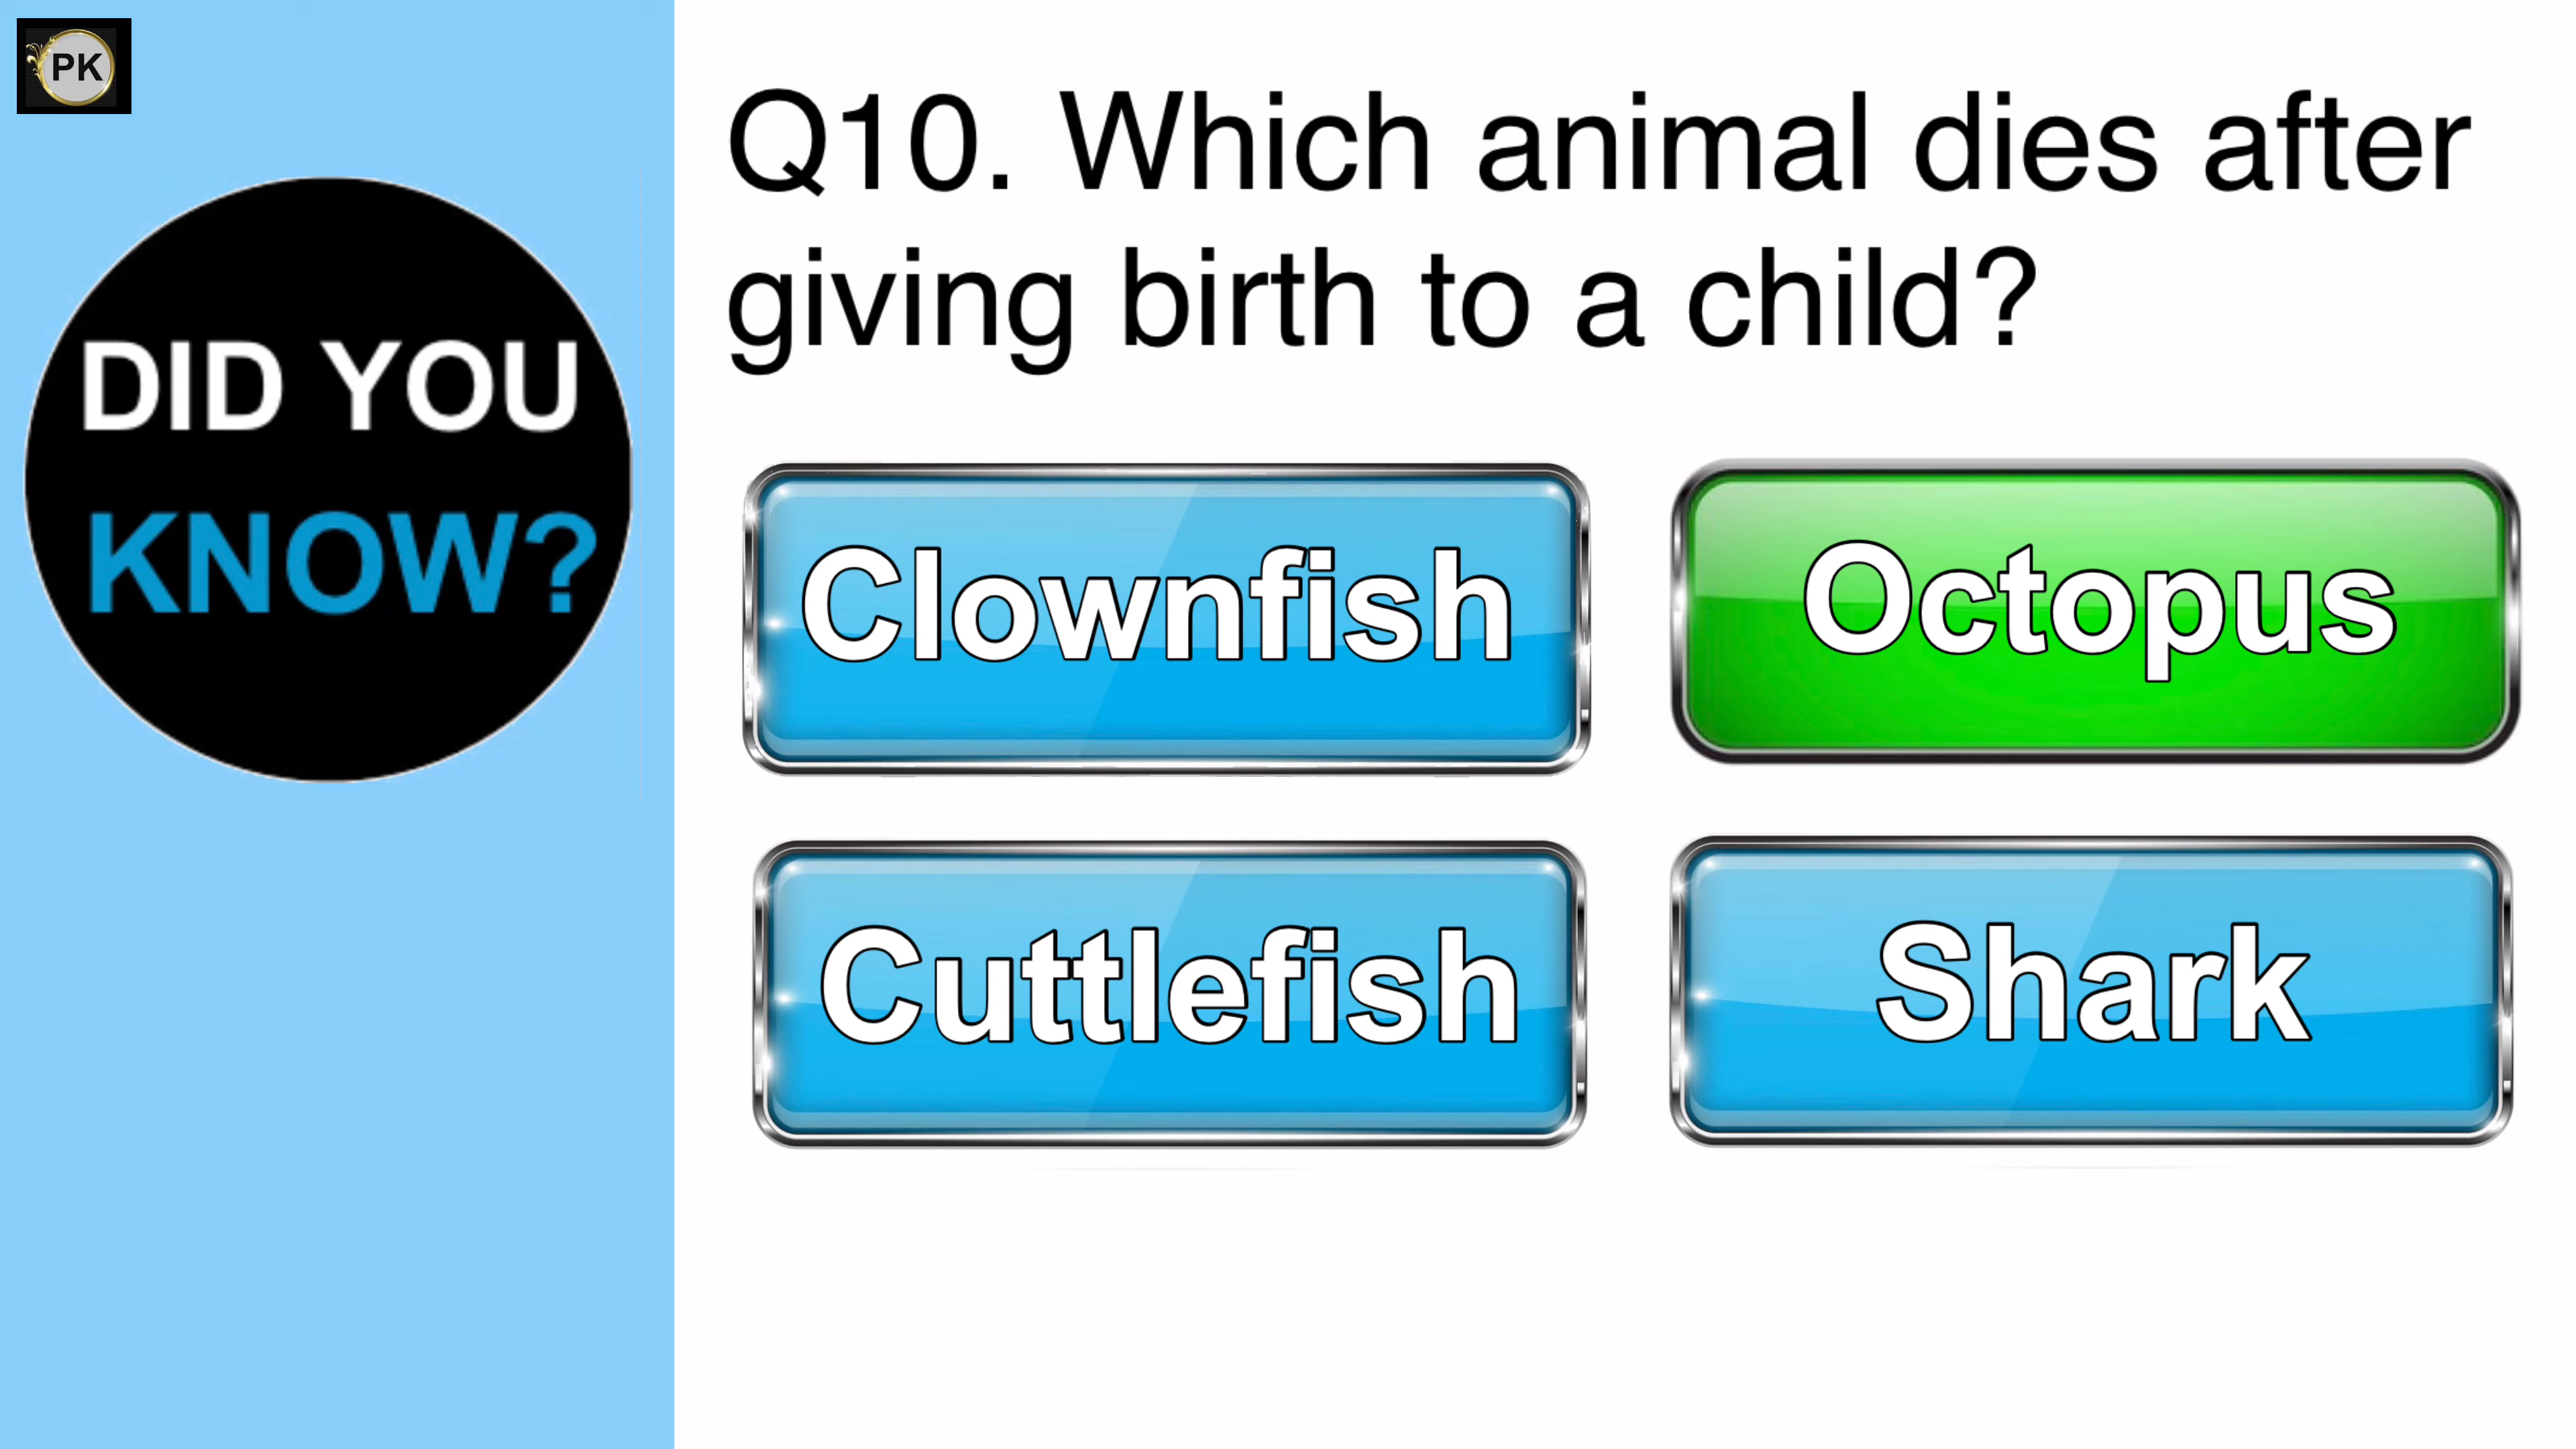 PK
DID YOU
KNOW?
Q10. Which animal dies after
giving birth to a child?
Clownfish
Octopus
Cuttlefish
Shark